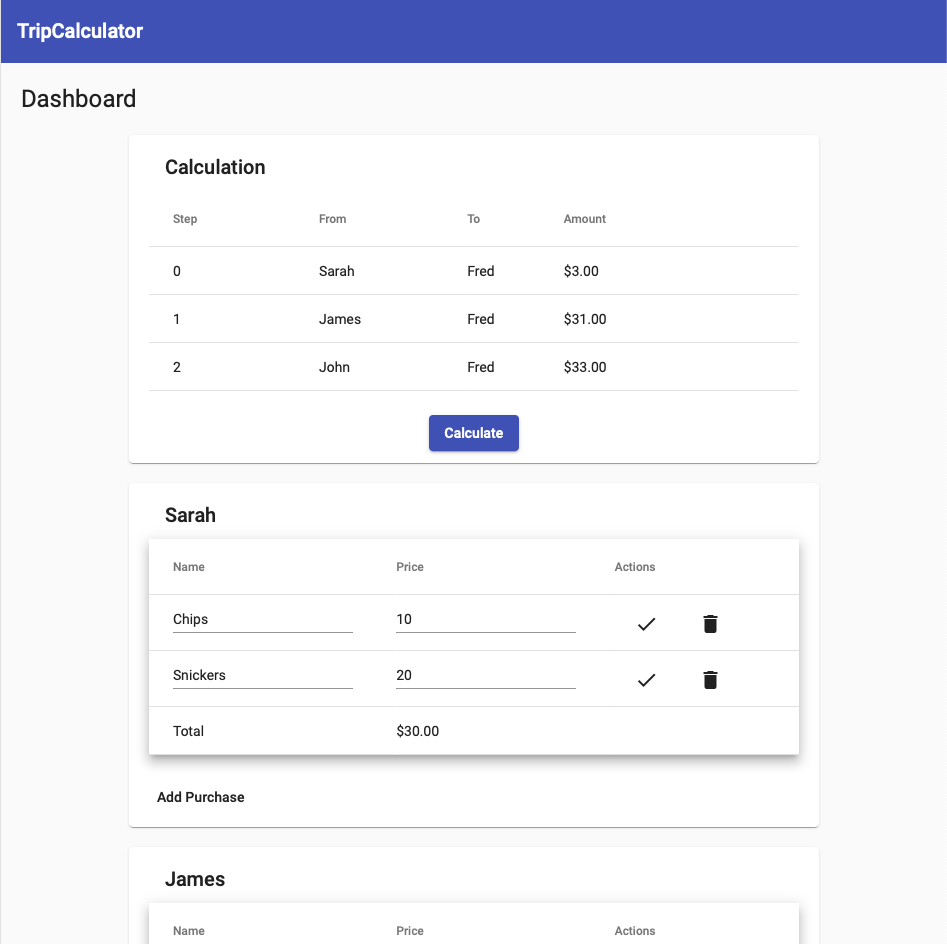 TripCalculator
Dashboard
Calculation
Step From To Amount
0 Sarah Fred $3.00
1 James Fred $31.00
2 John Fred $33.00
Calculate
Sarah
Name Price Actions
Chips 10
Snickers 20
Total $30.00
Add Purchase
James
Name Price Actions